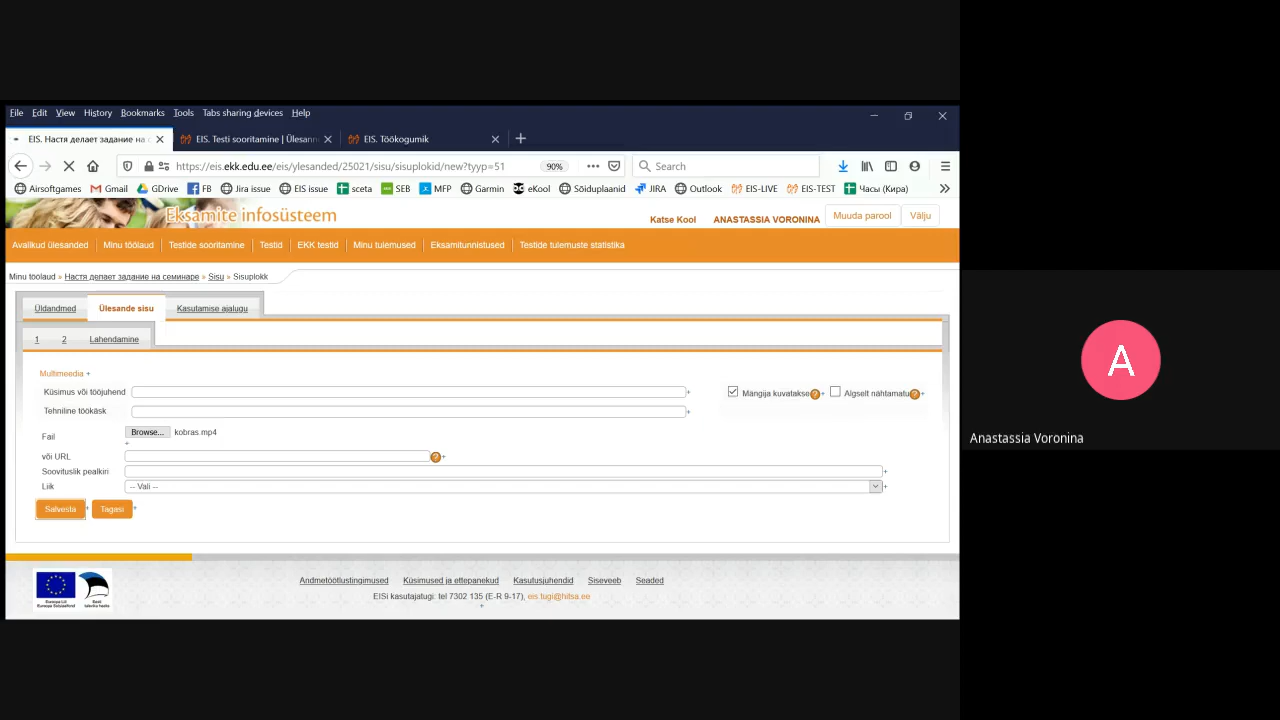 File Edit View History Bookmarks Tools Tabs sharing devices Help
EIS. Настя делает задание на с EIS. Testi sooritamine | Ülesann EIS. Töökogumik
https://eis.ekk.edu.ee/eis/ylesanded/25021/sisu/sisuplokid/new?tyyp=51 90% Search
Airsoftgames Gmail GDrive FB Jira issue EIS issue sceta SEB MFP Garmin eKool Sõiduplaanid JIRA Outlook EIS-LIVE EIS-TEST Часы (Кира)
Eksamite infosüsteem
Katse Kool ANASTASSIA VORONINA Muuda parool Välju
Avalikud ülesanded Minu töölaud Testide sooritamine Testid EKK testid Minu tulemused Eksamitunnistused Testide tulemuste statistika
Minu töölaud » Настя делает задание на семинаре » Sisu » Sisuplokk
Üldandmed Ülesande sisu Kasutamise ajalugu
1 2 Lahendamine
Multimeedia +
Küsimus või tööjuhend + Mängija kuvatakse ? + Algselt nähtamatu ? +
Tehniline töökäsk +
Fail Browse... kobras.mp4
+
või URL ? +
Soovituslik pealkiri +
Liik -- Vali -- +
Salvesta + Tagasi +
Andmetöötlustingimused Küsimused ja ettepanekud Kasutusjuhendid Siseveeb Seaded
EISi kasutajatugi: tel 7302 135 (E-R 9-17), eis.tugi@hitsa.ee
+
A
Anastassia Voronina